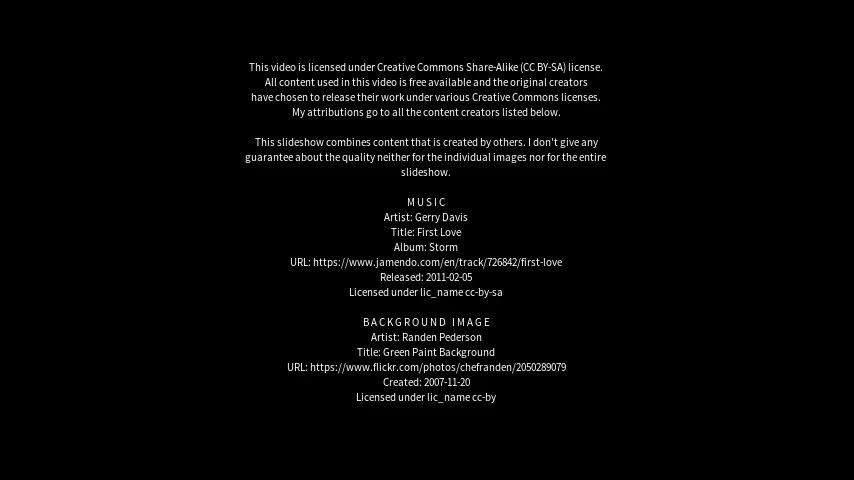 This video is licensed under Creative Commons Share-Alike (CC BY-SA) license.
All content used in this video is free available and the original creators
have chosen to release their work under various Creative Commons licenses.
My attributions go to all the content creators listed below.
This slideshow combines content that is created by others. I don't give any
guarantee about the quality neither for the individual images nor for the entire
slideshow.
MUSIC
Artist: Gerry Davis
Title: First Love
Album: Storm
URL: https://www.jamendo.com/en/track/726842/first-love
Released: 2011-02-05
Licensed under lic_name cc-by-sa
BACKGROUND IMAGE
Artist: Randen Pederson
Title: Green Paint Background
URL: https://www.flickr.com/photos/chefranden/2050289079
Created: 2007-11-20
Licensed under lic_name cc-by